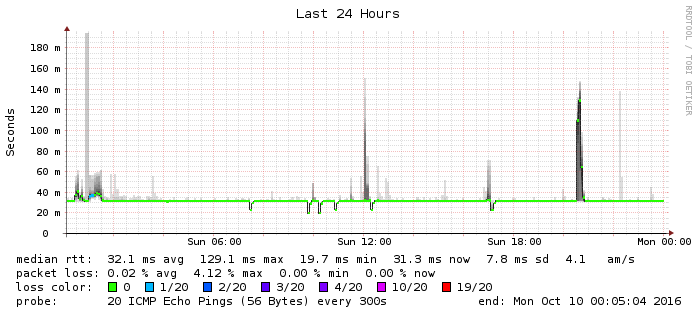 Last 24 Hours
RRDTOOL / TOBI OETIKER
Seconds
180 m
160 m
140 m
120 m
100 m
80 m
60 m
40 m
20 m
0
Sun 06:00 Sun 12:00 Sun 18:00 Mon 00:00
median rtt: 32.1 ms avg 129.1 ms max 19.7 ms min 31.3 ms now 7.8 ms sd 4.1 am/s
packet loss: 0.02 % avg 4.12 % max 0.00 % min 0.00 % now
loss color: 0 1/20 2/20 3/20 4/20 10/20 19/20
probe: 20 ICMP Echo Pings (56 Bytes) every 300s end: Mon Oct 10 00:05:04 2016